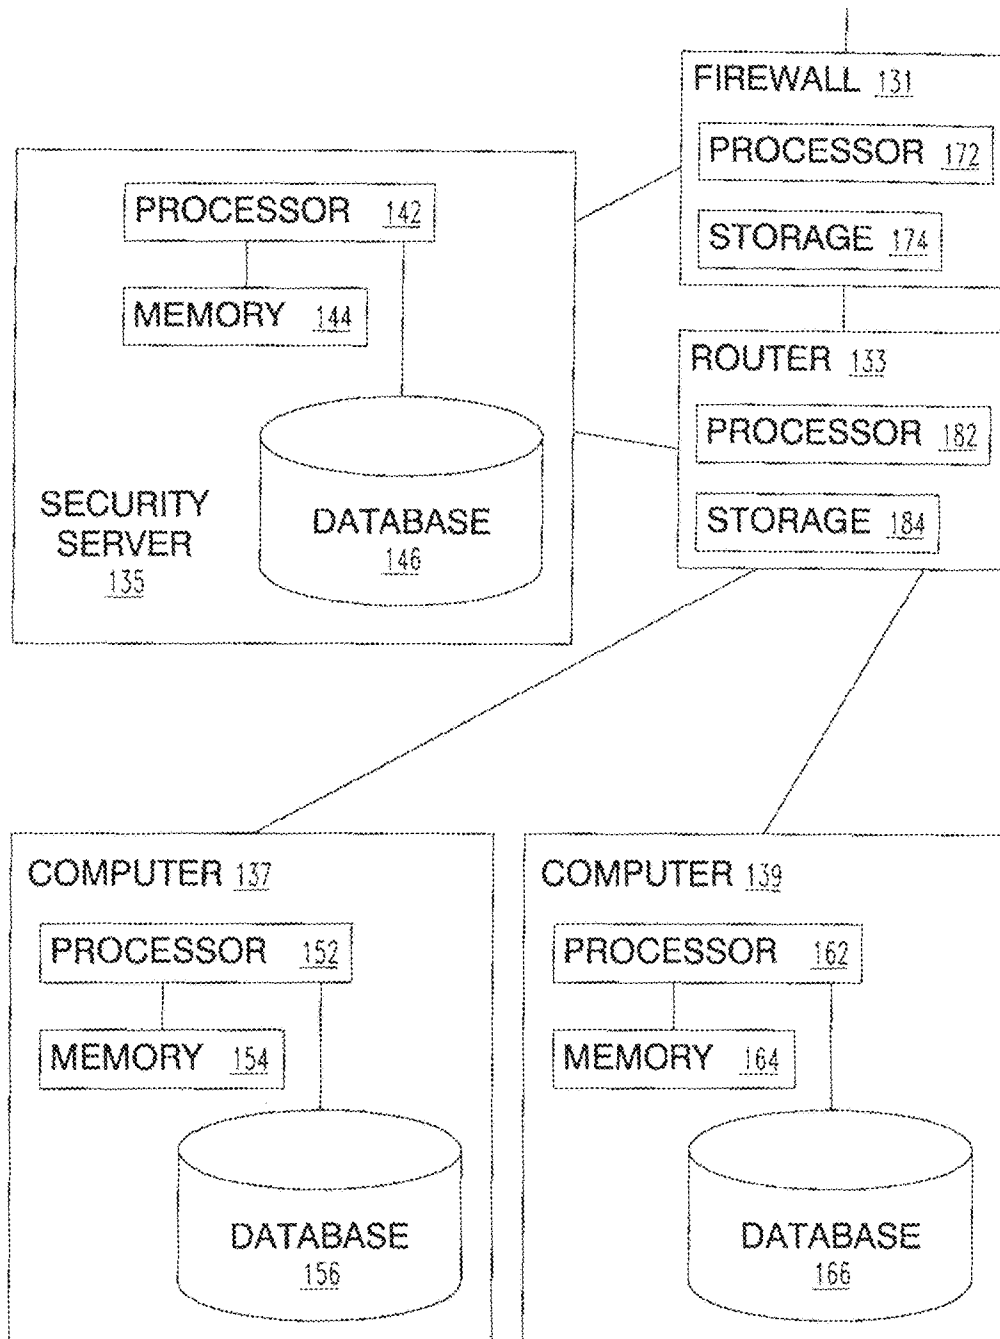 FIREWALL 131
PROCESSOR 172
STORAGE 174
PROCESSOR 142
MEMORY 144
DATABASE
146
SECURITY
SERVER
135
ROUTER 133
PROCESSOR 182
STORAGE 184
COMPUTER 137
PROCESSOR 152
MEMORY 154
DATABASE
156
COMPUTER 139
PROCESSOR 162
MEMORY 164
DATABASE
166